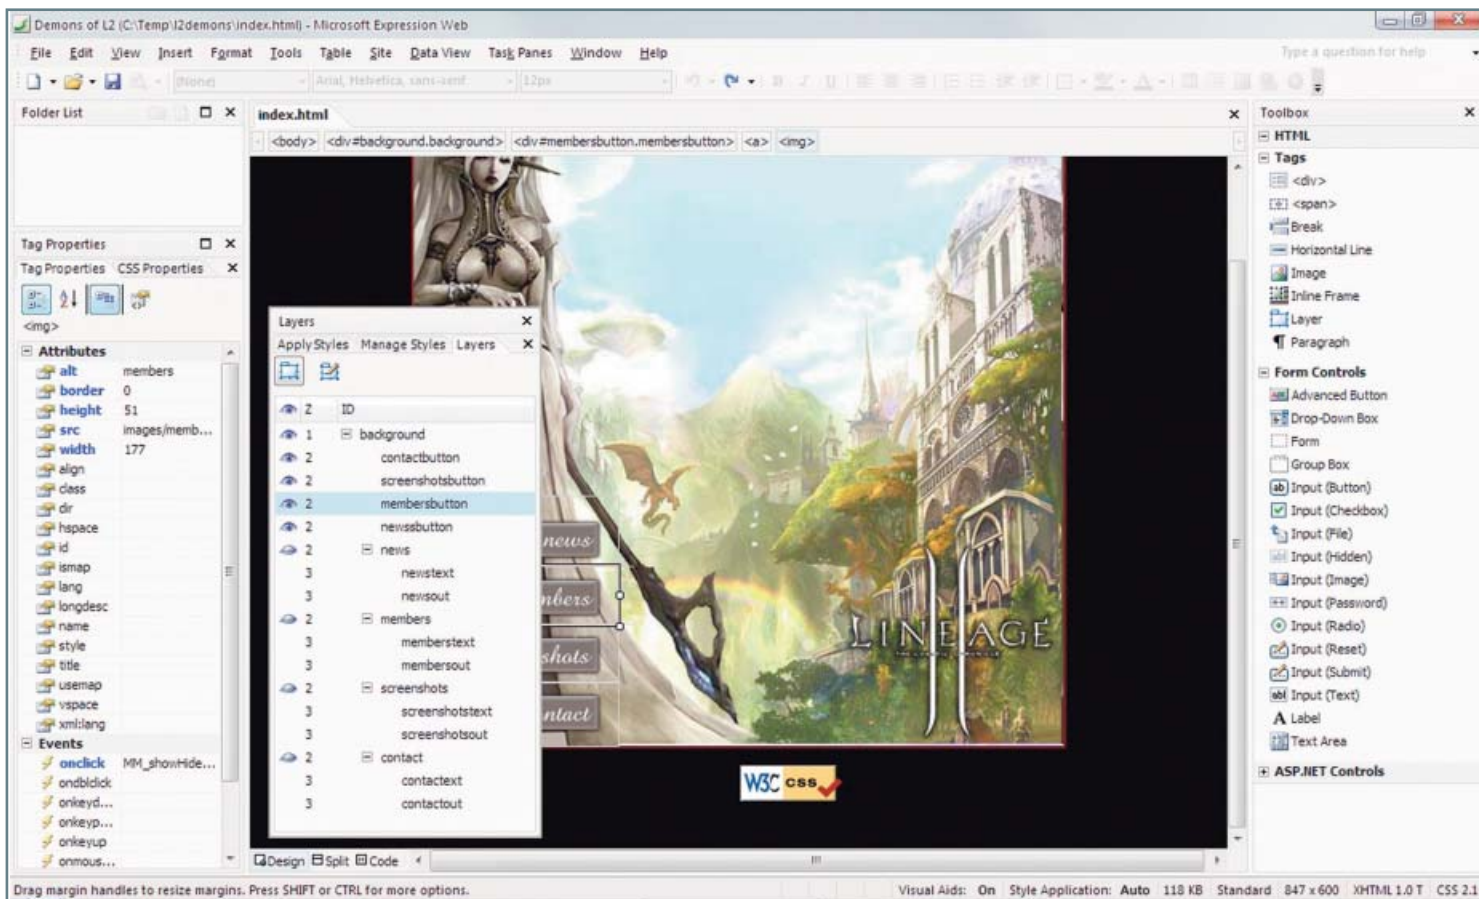 Demons of L2 (C:\Temp\l2demons\index.html) - Microsoft Expression Web
File Edit View Insert Format Tools Table Site Data View Task Panes Window Help
Type a question for help
(None) Arial, Helvetica, sans-serif 12px
Folder List
Tag Properties
Tag Properties CSS Properties
<img>
Attributes
alt members
border 0
height 51
src images/memb...
width 177
align
class
dir
hspace
id
ismap
lang
longdesc
name
style
title
usemap
vspace
xml:lang
Events
onclick MM_showHide...
ondblclick
onkeyd...
onkeyp...
onkeyup
onmous...
index.html
<body> <div#background.background> <div#membersbutton.membersbutton> <a> <img>
Layers
Apply Styles Manage Styles Layers
Z ID
1 background
2 contactbutton
2 screenshotsbutton
2 membersbutton
2 newssbutton
2 news
3 newstext
3 newsout
2 members
3 memberstext
3 membersout
2 screenshots
3 screenshotstext
3 screenshotsout
2 contact
3 contactext
3 contactout
news
mbers
shots
ntact
LINEAGE
II
W3C css
Design Split Code
Toolbox
HTML
Tags
<div>
<span>
Break
Horizontal Line
Image
Inline Frame
Layer
Paragraph
Form Controls
Advanced Button
Drop-Down Box
Form
Group Box
Input (Button)
Input (Checkbox)
Input (File)
Input (Hidden)
Input (Image)
Input (Password)
Input (Radio)
Input (Reset)
Input (Submit)
Input (Text)
Label
Text Area
ASP.NET Controls
Drag margin handles to resize margins. Press SHIFT or CTRL for more options.
Visual Aids: On Style Application: Auto 118 KB Standard 847 x 600 XHTML 1.0 T CSS 2.1